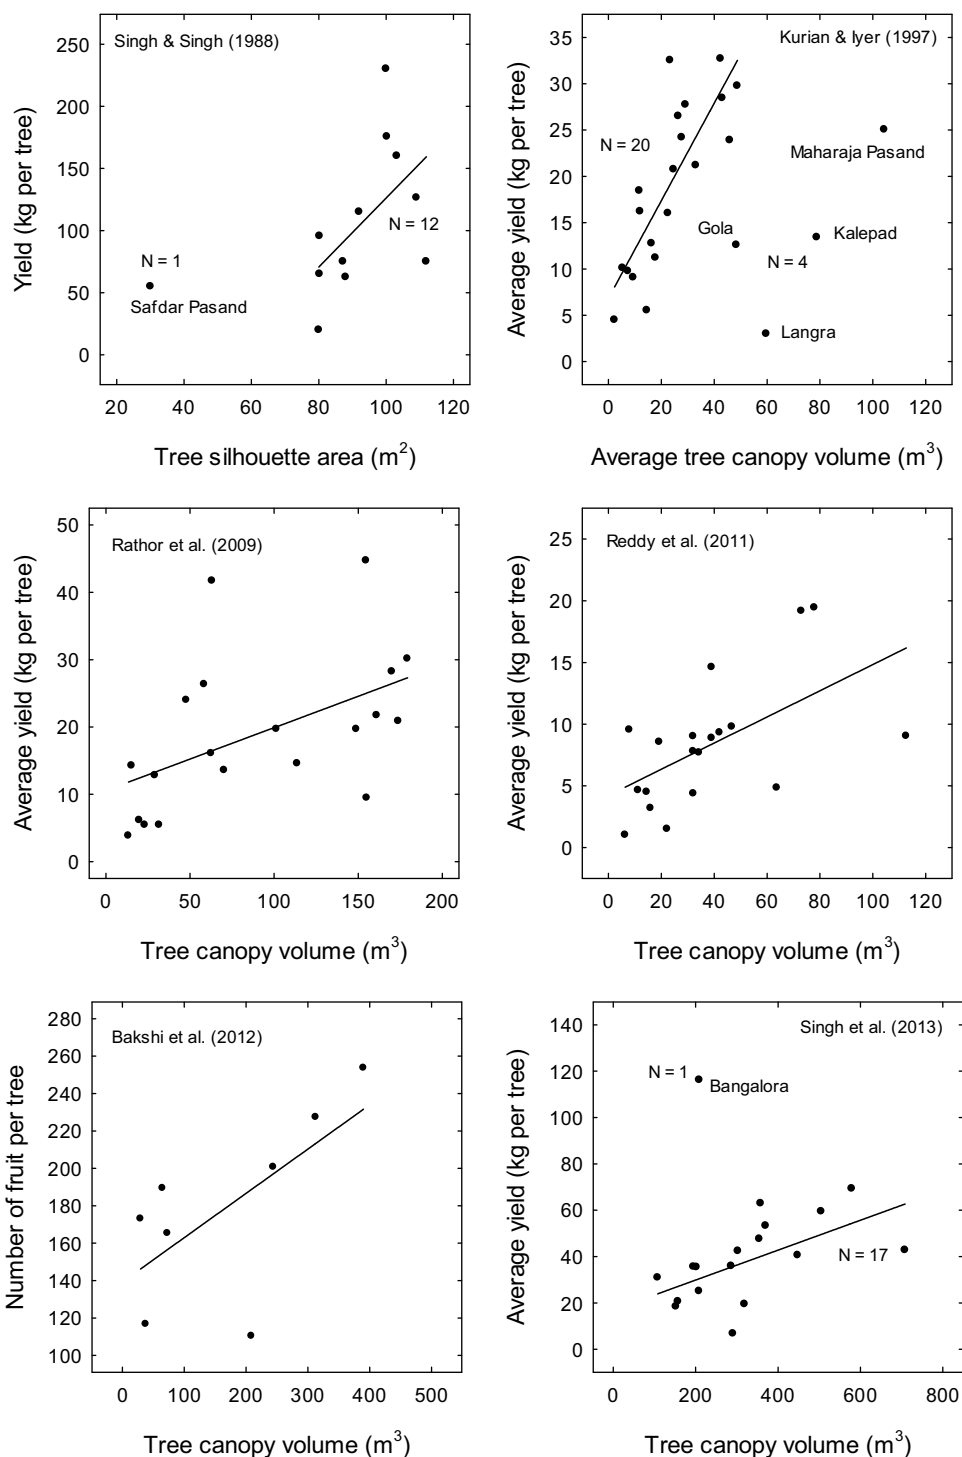 Singh & Singh (1988)
250
200
150
100
50
0
Yield (kg per tree)
N = 12
N = 1
Safdar Pasand
20 40 60 80 100 120
Tree silhouette area (m²)
Kurian & Iyer (1997)
35
30
25
20
15
10
5
0
Average yield (kg per tree)
N = 20
Maharaja Pasand
Gola
Kalepad
N = 4
Langra
0 20 40 60 80 100 120
Average tree canopy volume (m³)
Rathor et al. (2009)
50
40
30
20
10
0
Average yield (kg per tree)
0 50 100 150 200
Tree canopy volume (m³)
Reddy et al. (2011)
25
20
15
10
5
0
Average yield (kg per tree)
0 20 40 60 80 100 120
Tree canopy volume (m³)
Bakshi et al. (2012)
280
260
240
220
200
180
160
140
120
100
Number of fruit per tree
0 100 200 300 400 500
Tree canopy volume (m³)
Singh et al. (2013)
140
120
100
80
60
40
20
0
Average yield (kg per tree)
N = 1
Bangalora
N = 17
0 200 400 600 800
Tree canopy volume (m³)